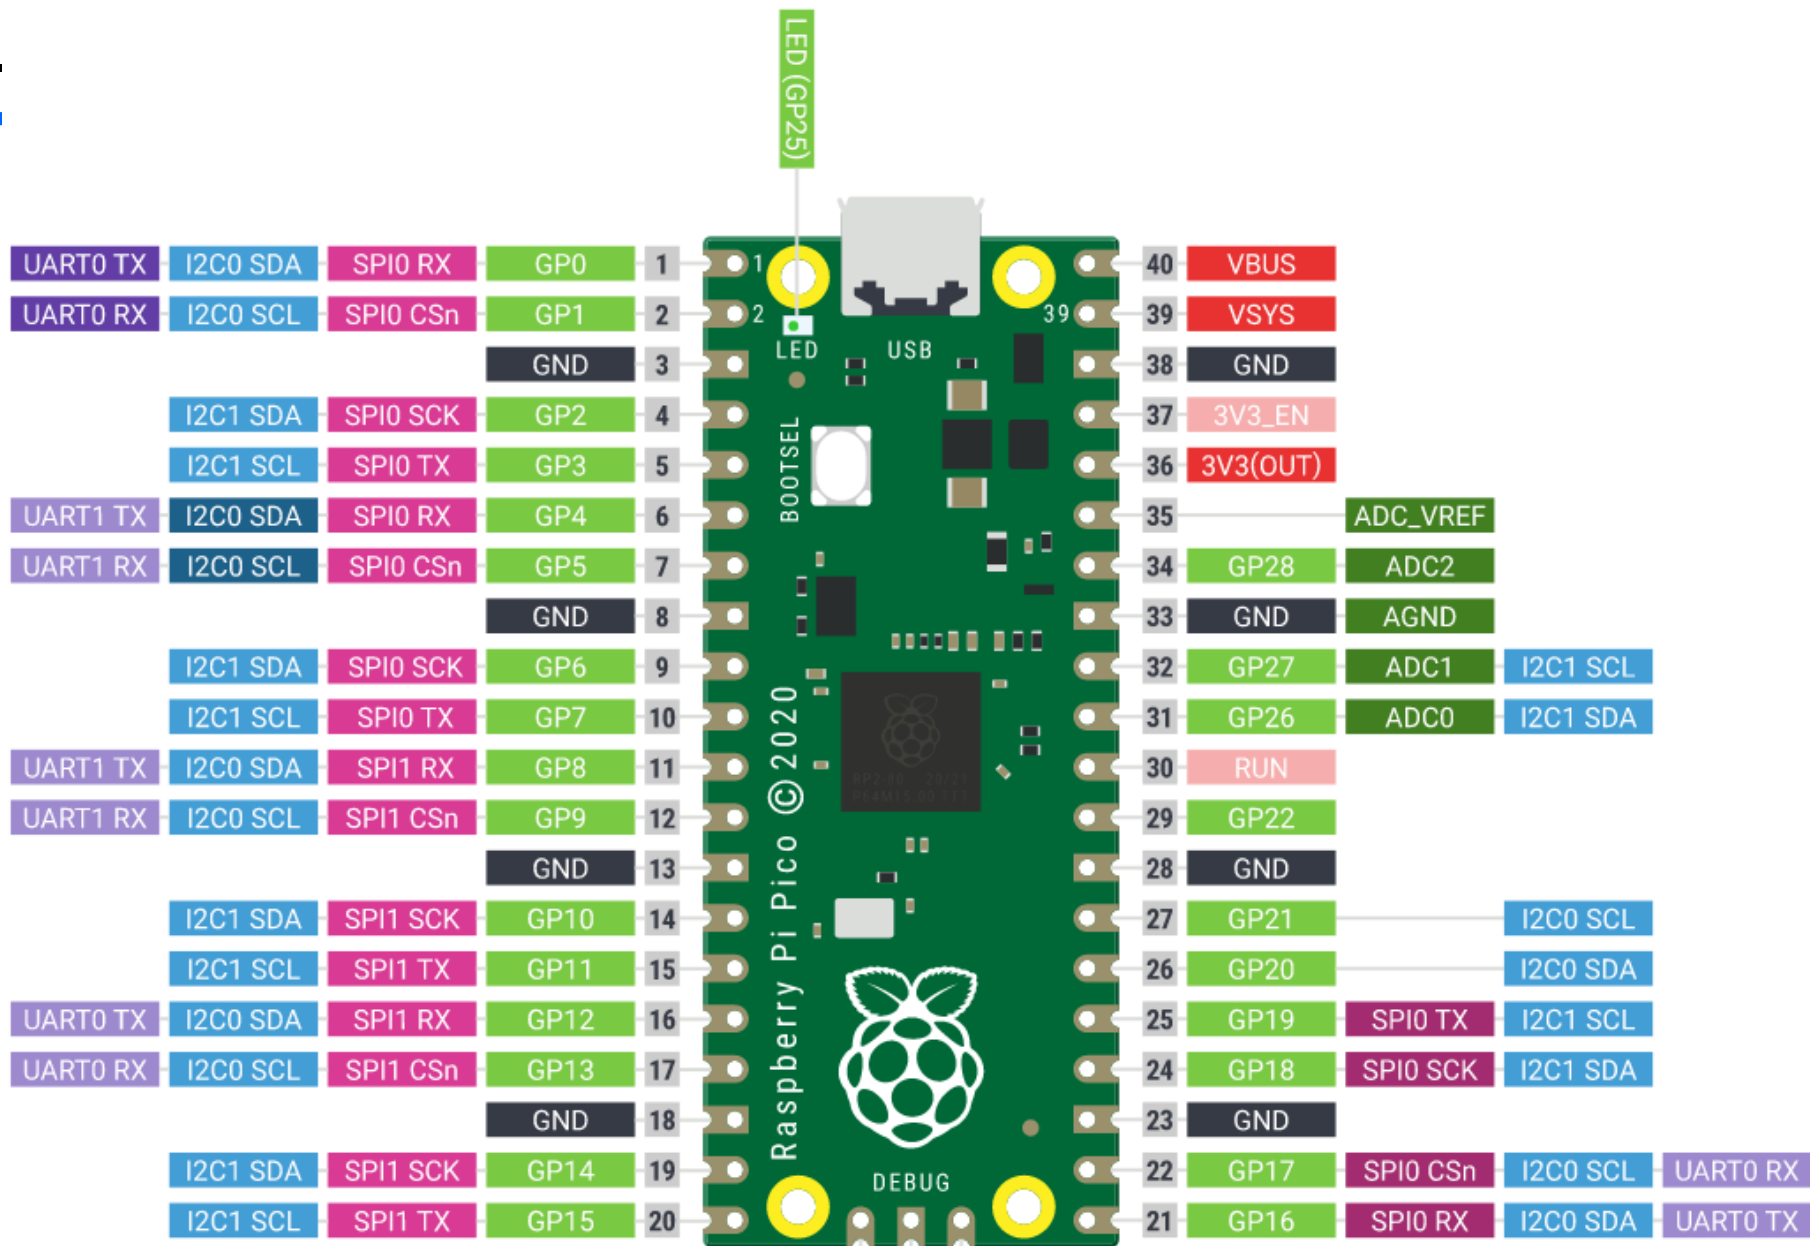 LED (GP25)
UART0 TX I2C0 SDA SPI0 RX GP0 1 1 40 VBUS
UART0 RX I2C0 SCL SPI0 CSn GP1 2 2 39 39 VSYS
GND 3 LED USB 38 GND
I2C1 SDA SPI0 SCK GP2 4 37 3V3_EN
I2C1 SCL SPI0 TX GP3 5 36 3V3(OUT)
BOOTSEL
UART1 TX I2C0 SDA SPI0 RX GP4 6 35 ADC_VREF
UART1 RX I2C0 SCL SPI0 CSn GP5 7 34 GP28 ADC2
GND 8 33 GND AGND
I2C1 SDA SPI0 SCK GP6 9 32 GP27 ADC1 I2C1 SCL
I2C1 SCL SPI0 TX GP7 10 31 GP26 ADC0 I2C1 SDA
UART1 TX I2C0 SDA SPI1 RX GP8 11 30 RUN
UART1 RX I2C0 SCL SPI1 CSn GP9 12 29 GP22
GND 13 28 GND
I2C1 SDA SPI1 SCK GP10 14 27 GP21 I2C0 SCL
I2C1 SCL SPI1 TX GP11 15 26 GP20 I2C0 SDA
UART0 TX I2C0 SDA SPI1 RX GP12 16 25 GP19 SPI0 TX I2C1 SCL
UART0 RX I2C0 SCL SPI1 CSn GP13 17 24 GP18 SPI0 SCK I2C1 SDA
GND 18 23 GND
Raspberry Pi Pico ©2020
I2C1 SDA SPI1 SCK GP14 19 DEBUG 22 GP17 SPI0 CSn I2C0 SCL UART0 RX
I2C1 SCL SPI1 TX GP15 20 21 GP16 SPI0 RX I2C0 SDA UART0 TX